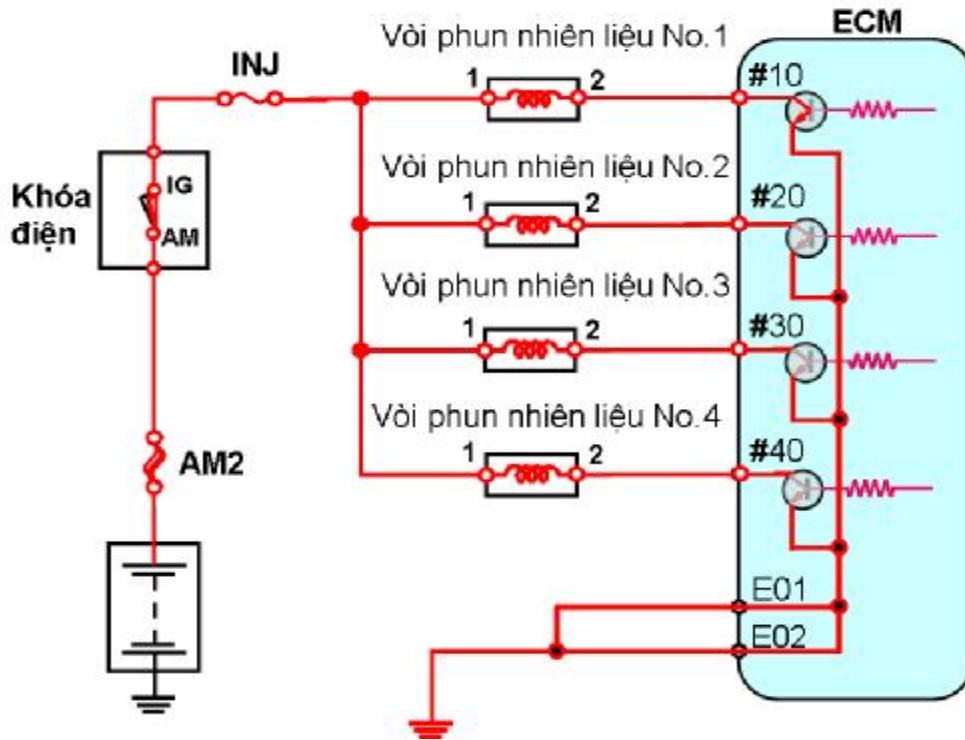 ECM
Vòi phun nhiên liệu No.1
INJ
1 2
#10
Khóa
điện
IG
AM
Vòi phun nhiên liệu No.2
1 2
#20
Vòi phun nhiên liệu No.3
1 2
#30
Vòi phun nhiên liệu No.4
1 2
#40
AM2
E01
E02